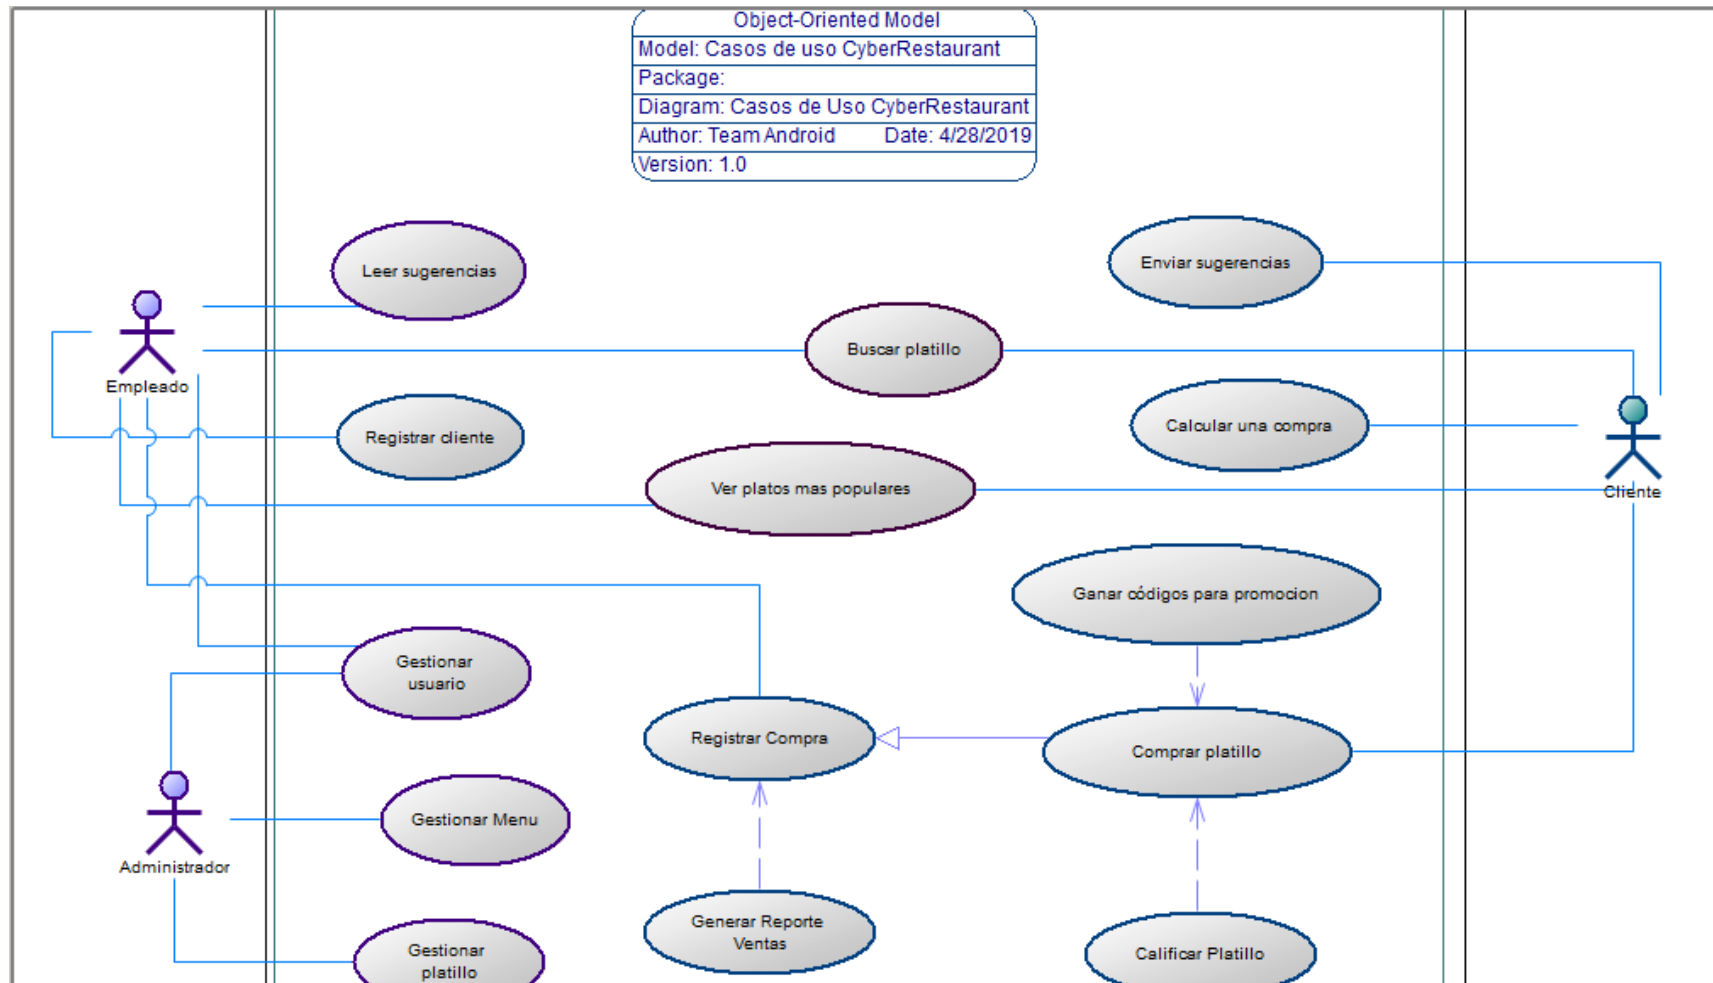 Object-Oriented Model
Model: Casos de uso CyberRestaurant
Package:
Diagram: Casos de Uso CyberRestaurant
Author: Team Android Date: 4/28/2019
Version: 1.0
Leer sugerencias
Enviar sugerencias
Buscar platillo
Empleado
Registrar cliente
Calcular una compra
Ver platos mas populares
Cliente
Ganar códigos para promocion
Gestionar
usuario
Registrar Compra
Comprar platillo
Gestionar Menu
Administrador
Generar Reporte
Ventas
Calificar Platillo
Gestionar
platillo